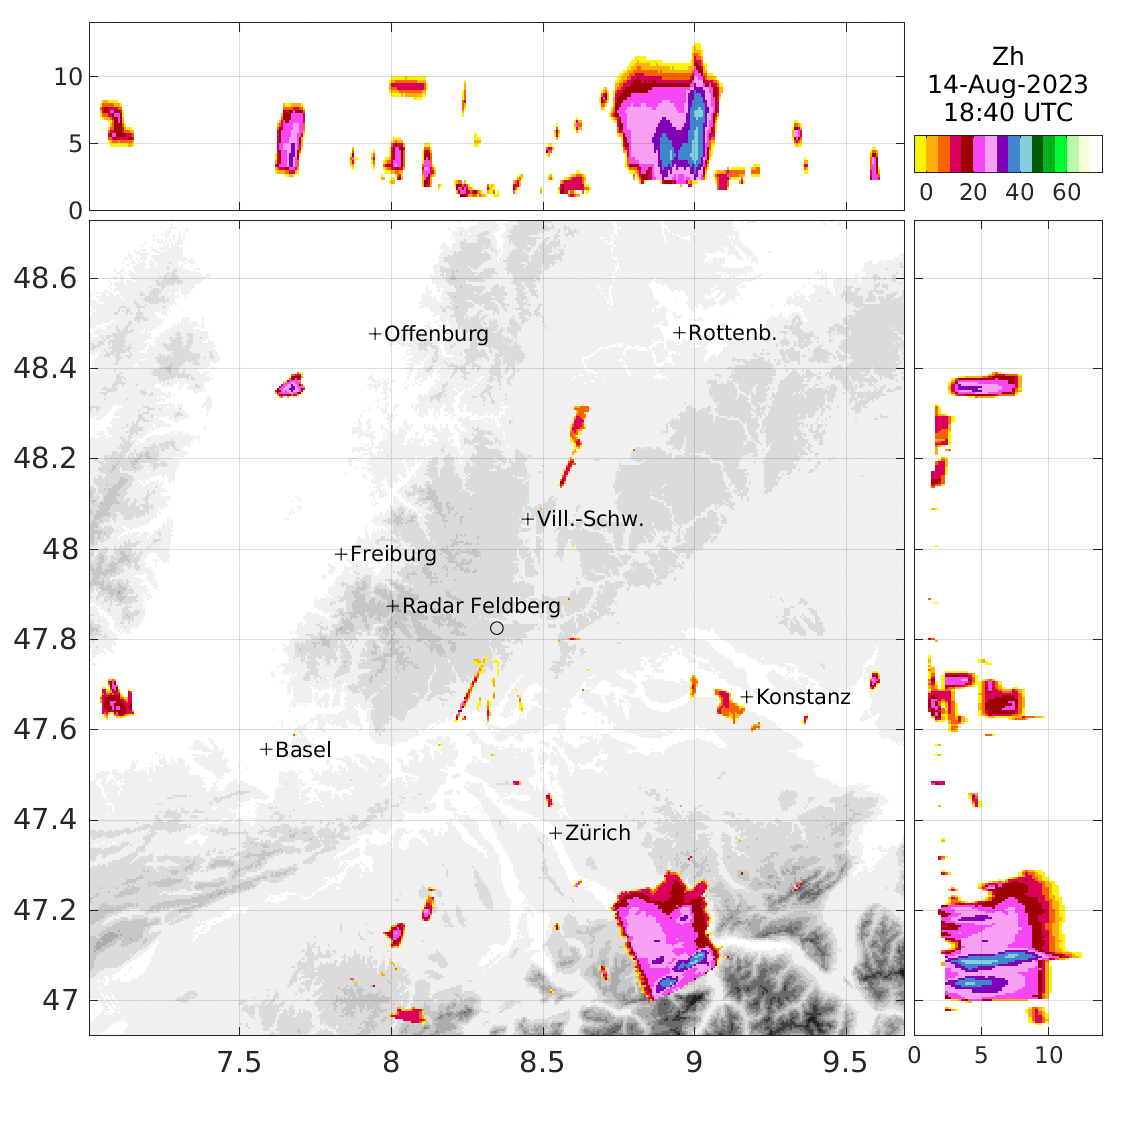 10
5
0
Zh
14-Aug-2023
18:40 UTC
0 20 40 60
48.6
48.4
48.2
48
47.8
47.6
47.4
47.2
47
+Offenburg
+Rottenb.
+Vill.-Schw.
+Freiburg
+Radar Feldberg
+Konstanz
+Basel
+Zürich
7.5 8 8.5 9 9.5
0 5 10